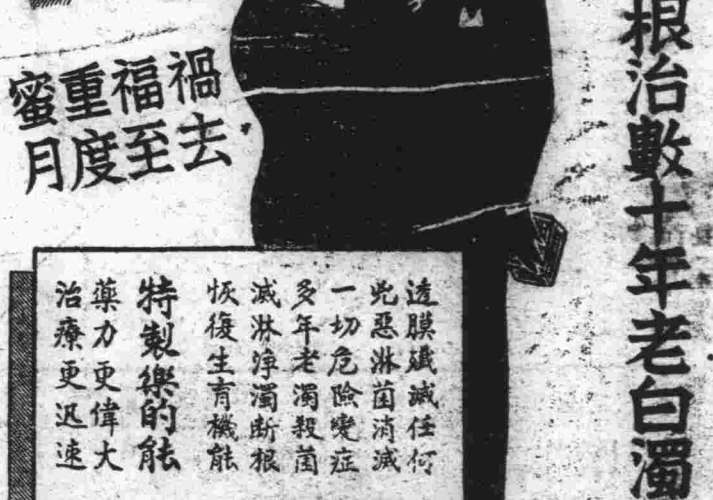 根治數十年老白濁
禍去
福至
重度
蜜月
透膜殲滅任何
兇惡淋菌消滅
一切危險變症
多年老濁殺菌
滅淋淨濁斷根
恢復生育機能
特製樂的能
藥力更偉大
治療更迅速